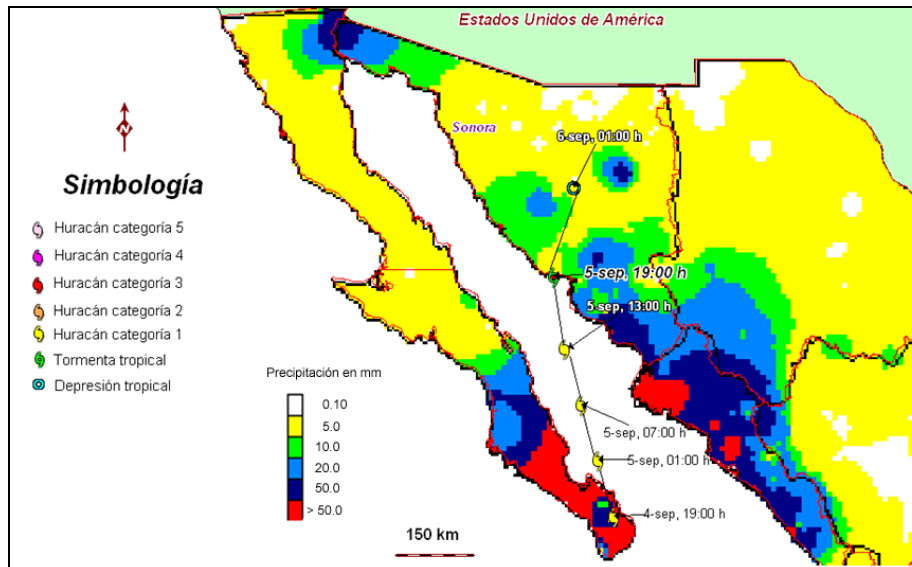 Estados Unidos de América
Sonora
6-sep, 01:00 h
N
Simbología
Huracán categoría 5
Huracán categoría 4
Huracán categoría 3
Huracán categoría 2
Huracán categoría 1
Tormenta tropical
Depresión tropical
5-sep, 19:00 h
5-sep, 13:00 h
Precipitación en mm
0.10
5.0
10.0
20.0
50.0
> 50.0
5-sep, 07:00 h
5-sep, 01:00 h
4-sep, 19:00 h
150 km